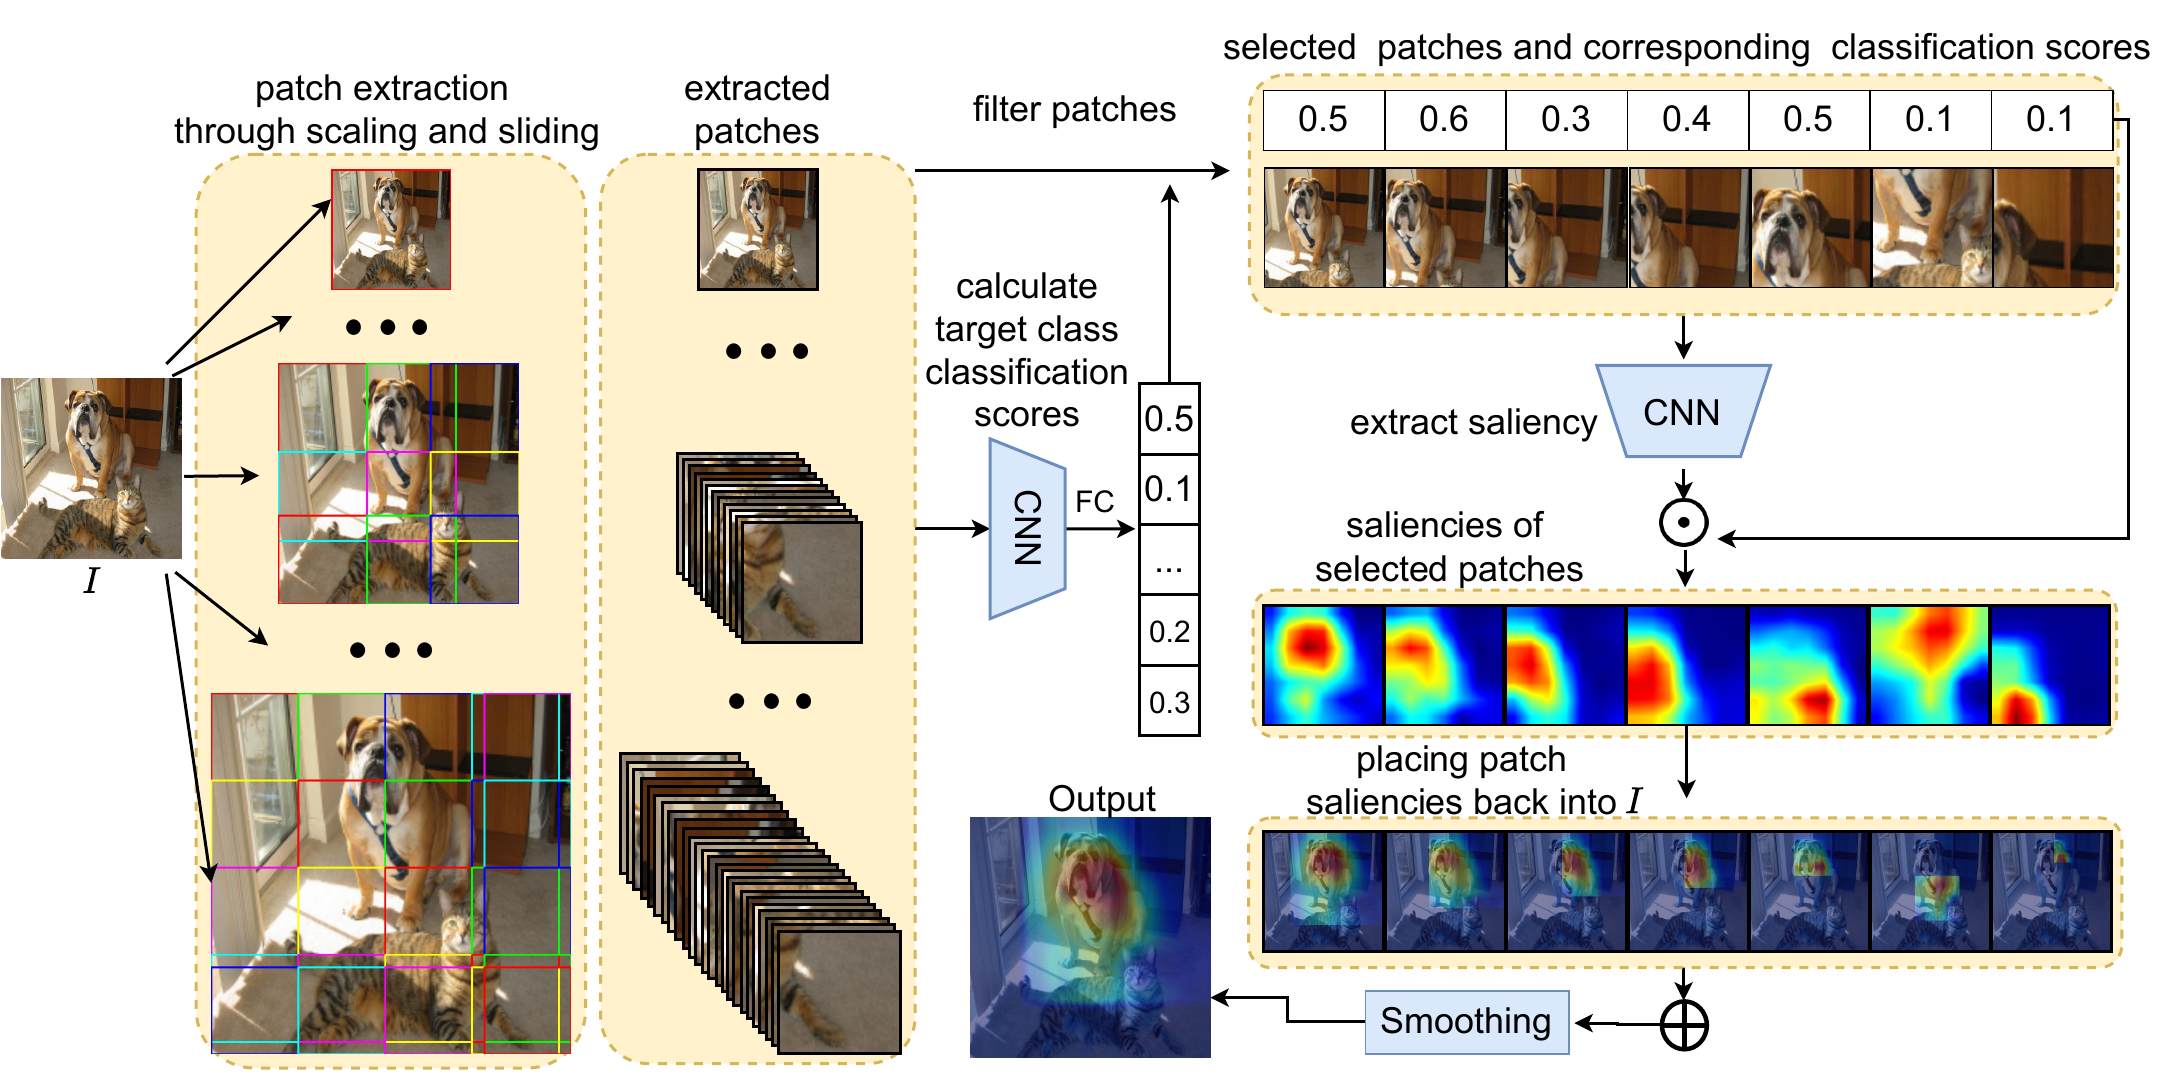 patch extraction
through scaling and sliding
extracted
patches
filter patches
selected patches and corresponding classification scores
0.5 0.6 0.3 0.4 0.5 0.1 0.1
calculate
target class
classification
scores
CNN
FC
0.5
0.1
...
0.2
0.3
I
extract saliency
CNN
saliencies of
selected patches
placing patch
saliencies back into I
Smoothing
Output